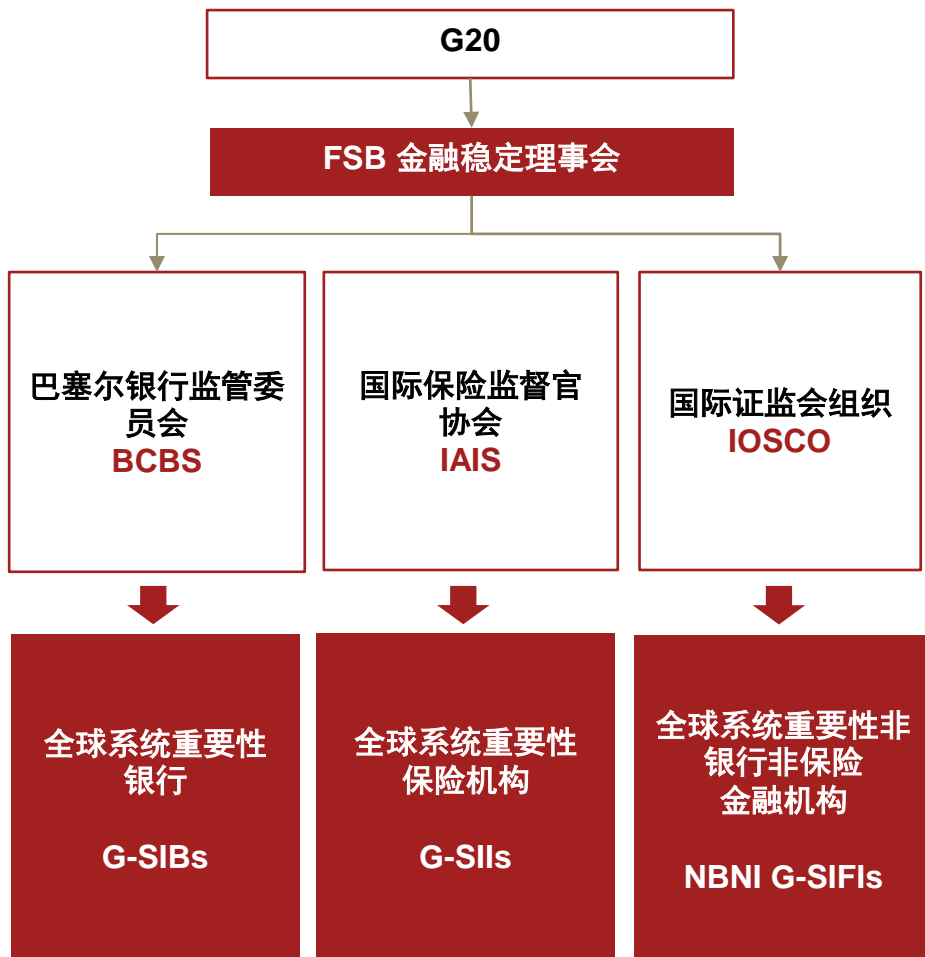 G20
FSB 金融稳定理事会
巴塞尔银行监管委
员会
BCBS
国际保险监督官
协会
IAIS
国际证监会组织
IOSCO
全球系统重要性
银行
G-SIBs
全球系统重要性
保险机构
G-SIIs
全球系统重要性非
银行非保险
金融机构
NBNI G-SIFIs